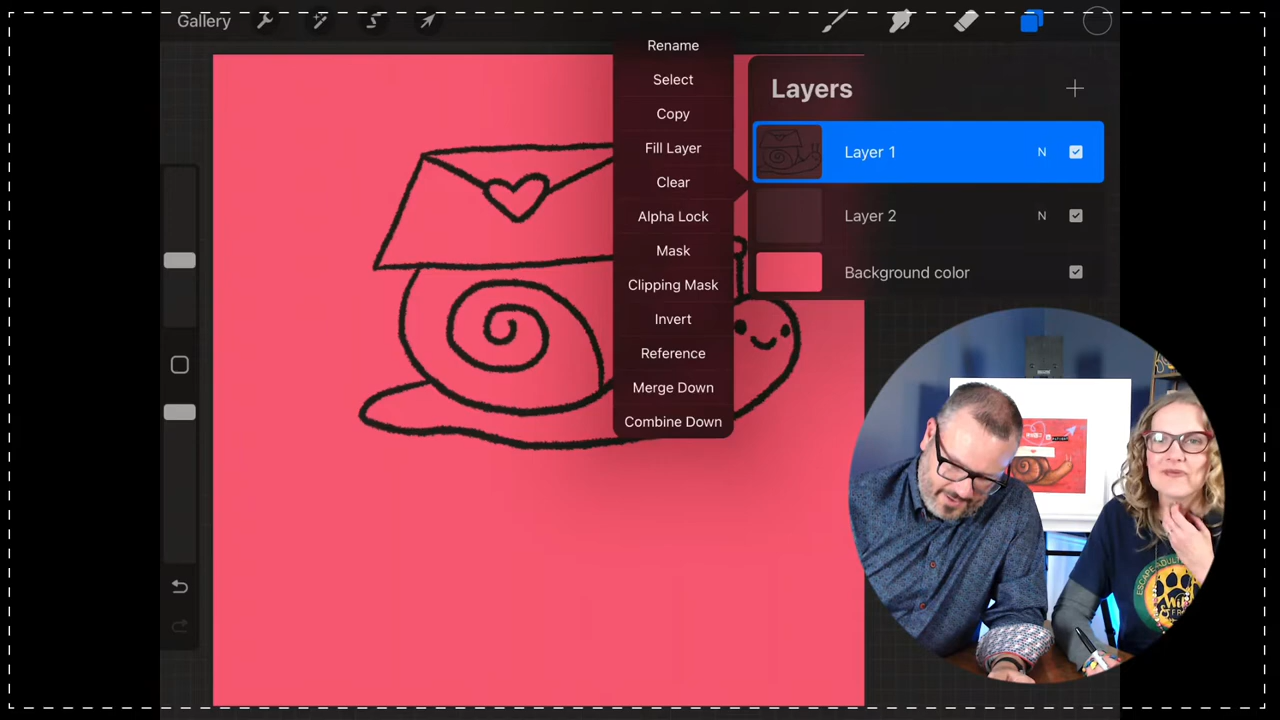 Gallery
Rename
Select
Copy
Fill Layer
Clear
Alpha Lock
Mask
Clipping Mask
Invert
Reference
Merge Down
Combine Down
Layers
Layer 1
N
Layer 2
N
Background color